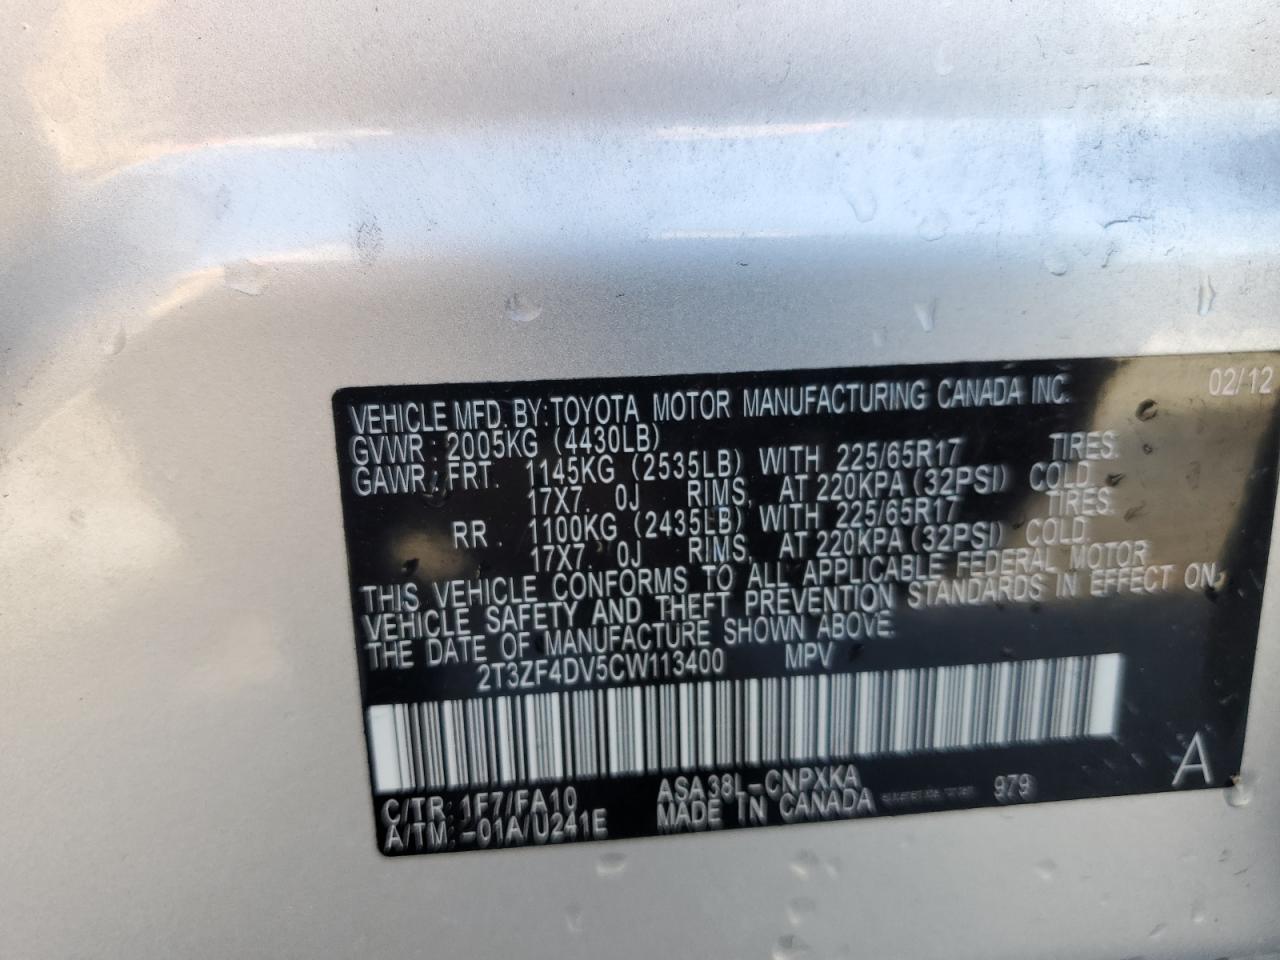 02/12
VEHICLE MFD. BY: TOYOTA MOTOR MANUFACTURING CANADA INC.
GVWR : 2005KG (4430LB)
GAWR : FRT. 1145KG (2535LB) WITH 225/65R17 TIRES.
17X7. 0J RIMS, AT 220KPA (32PSI) COLD.
RR. 1100KG (2435LB) WITH 225/65R17 TIRES.
17X7. 0J RIMS, AT 220KPA (32PSI) COLD.
THIS VEHICLE CONFORMS TO ALL APPLICABLE FEDERAL MOTOR
VEHICLE SAFETY AND THEFT PREVENTION STANDARDS IN EFFECT ON
THE DATE OF MANUFACTURE SHOWN ABOVE.
2T3ZF4DV5CW113400 MPV
A
C/TR: 1F7/FA10 ASA38L-CNPXKA 979
A/TM: -01A/U241E MADE IN CANADA